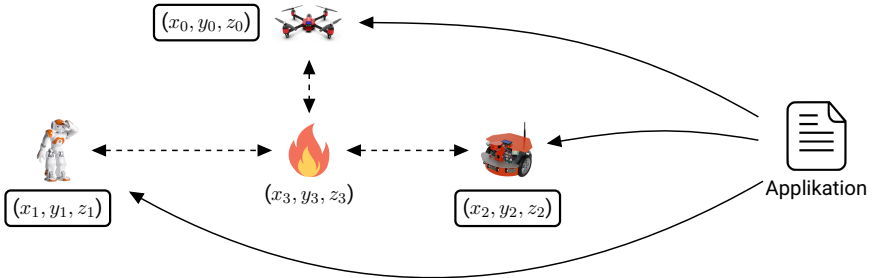 (x₀, y₀, z₀)
(x₃, y₃, z₃)
(x₁, y₁, z₁)
(x₂, y₂, z₂)
Applikation